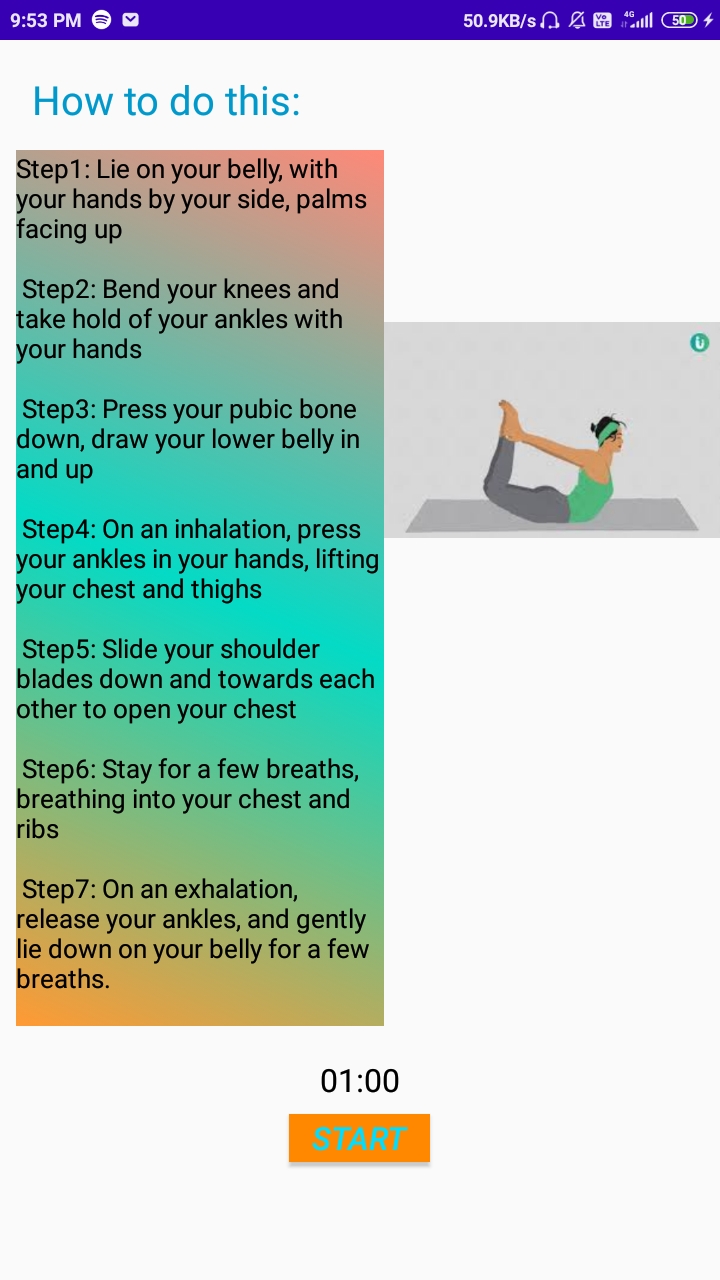 9:53 PM 50.9KB/s Vo LTE 4G 50
How to do this:
Step1: Lie on your belly, with
your hands by your side, palms
facing up
Step2: Bend your knees and
take hold of your ankles with
your hands
Step3: Press your pubic bone
down, draw your lower belly in
and up
Step4: On an inhalation, press
your ankles in your hands, lifting
your chest and thighs
Step5: Slide your shoulder
blades down and towards each
other to open your chest
Step6: Stay for a few breaths,
breathing into your chest and
ribs
Step7: On an exhalation,
release your ankles, and gently
lie down on your belly for a few
breaths.
01:00
START